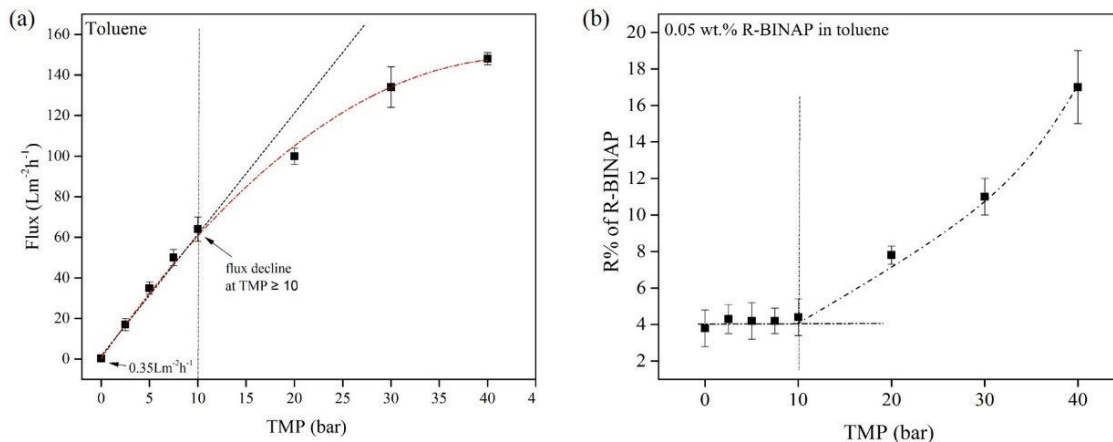 (a)
Toluene
160
140
120
100
80
60
40
20
0
Flux (Lm⁻²h⁻¹)
flux decline
at TMP ≥ 10
0.35Lm⁻²h⁻¹
0 5 10 15 20 25 30 35 40 4
TMP (bar)
(b)
0.05 wt.% R-BINAP in toluene
20
18
16
14
12
10
8
6
4
2
R% of R-BINAP
0 10 20 30 40
TMP (bar)